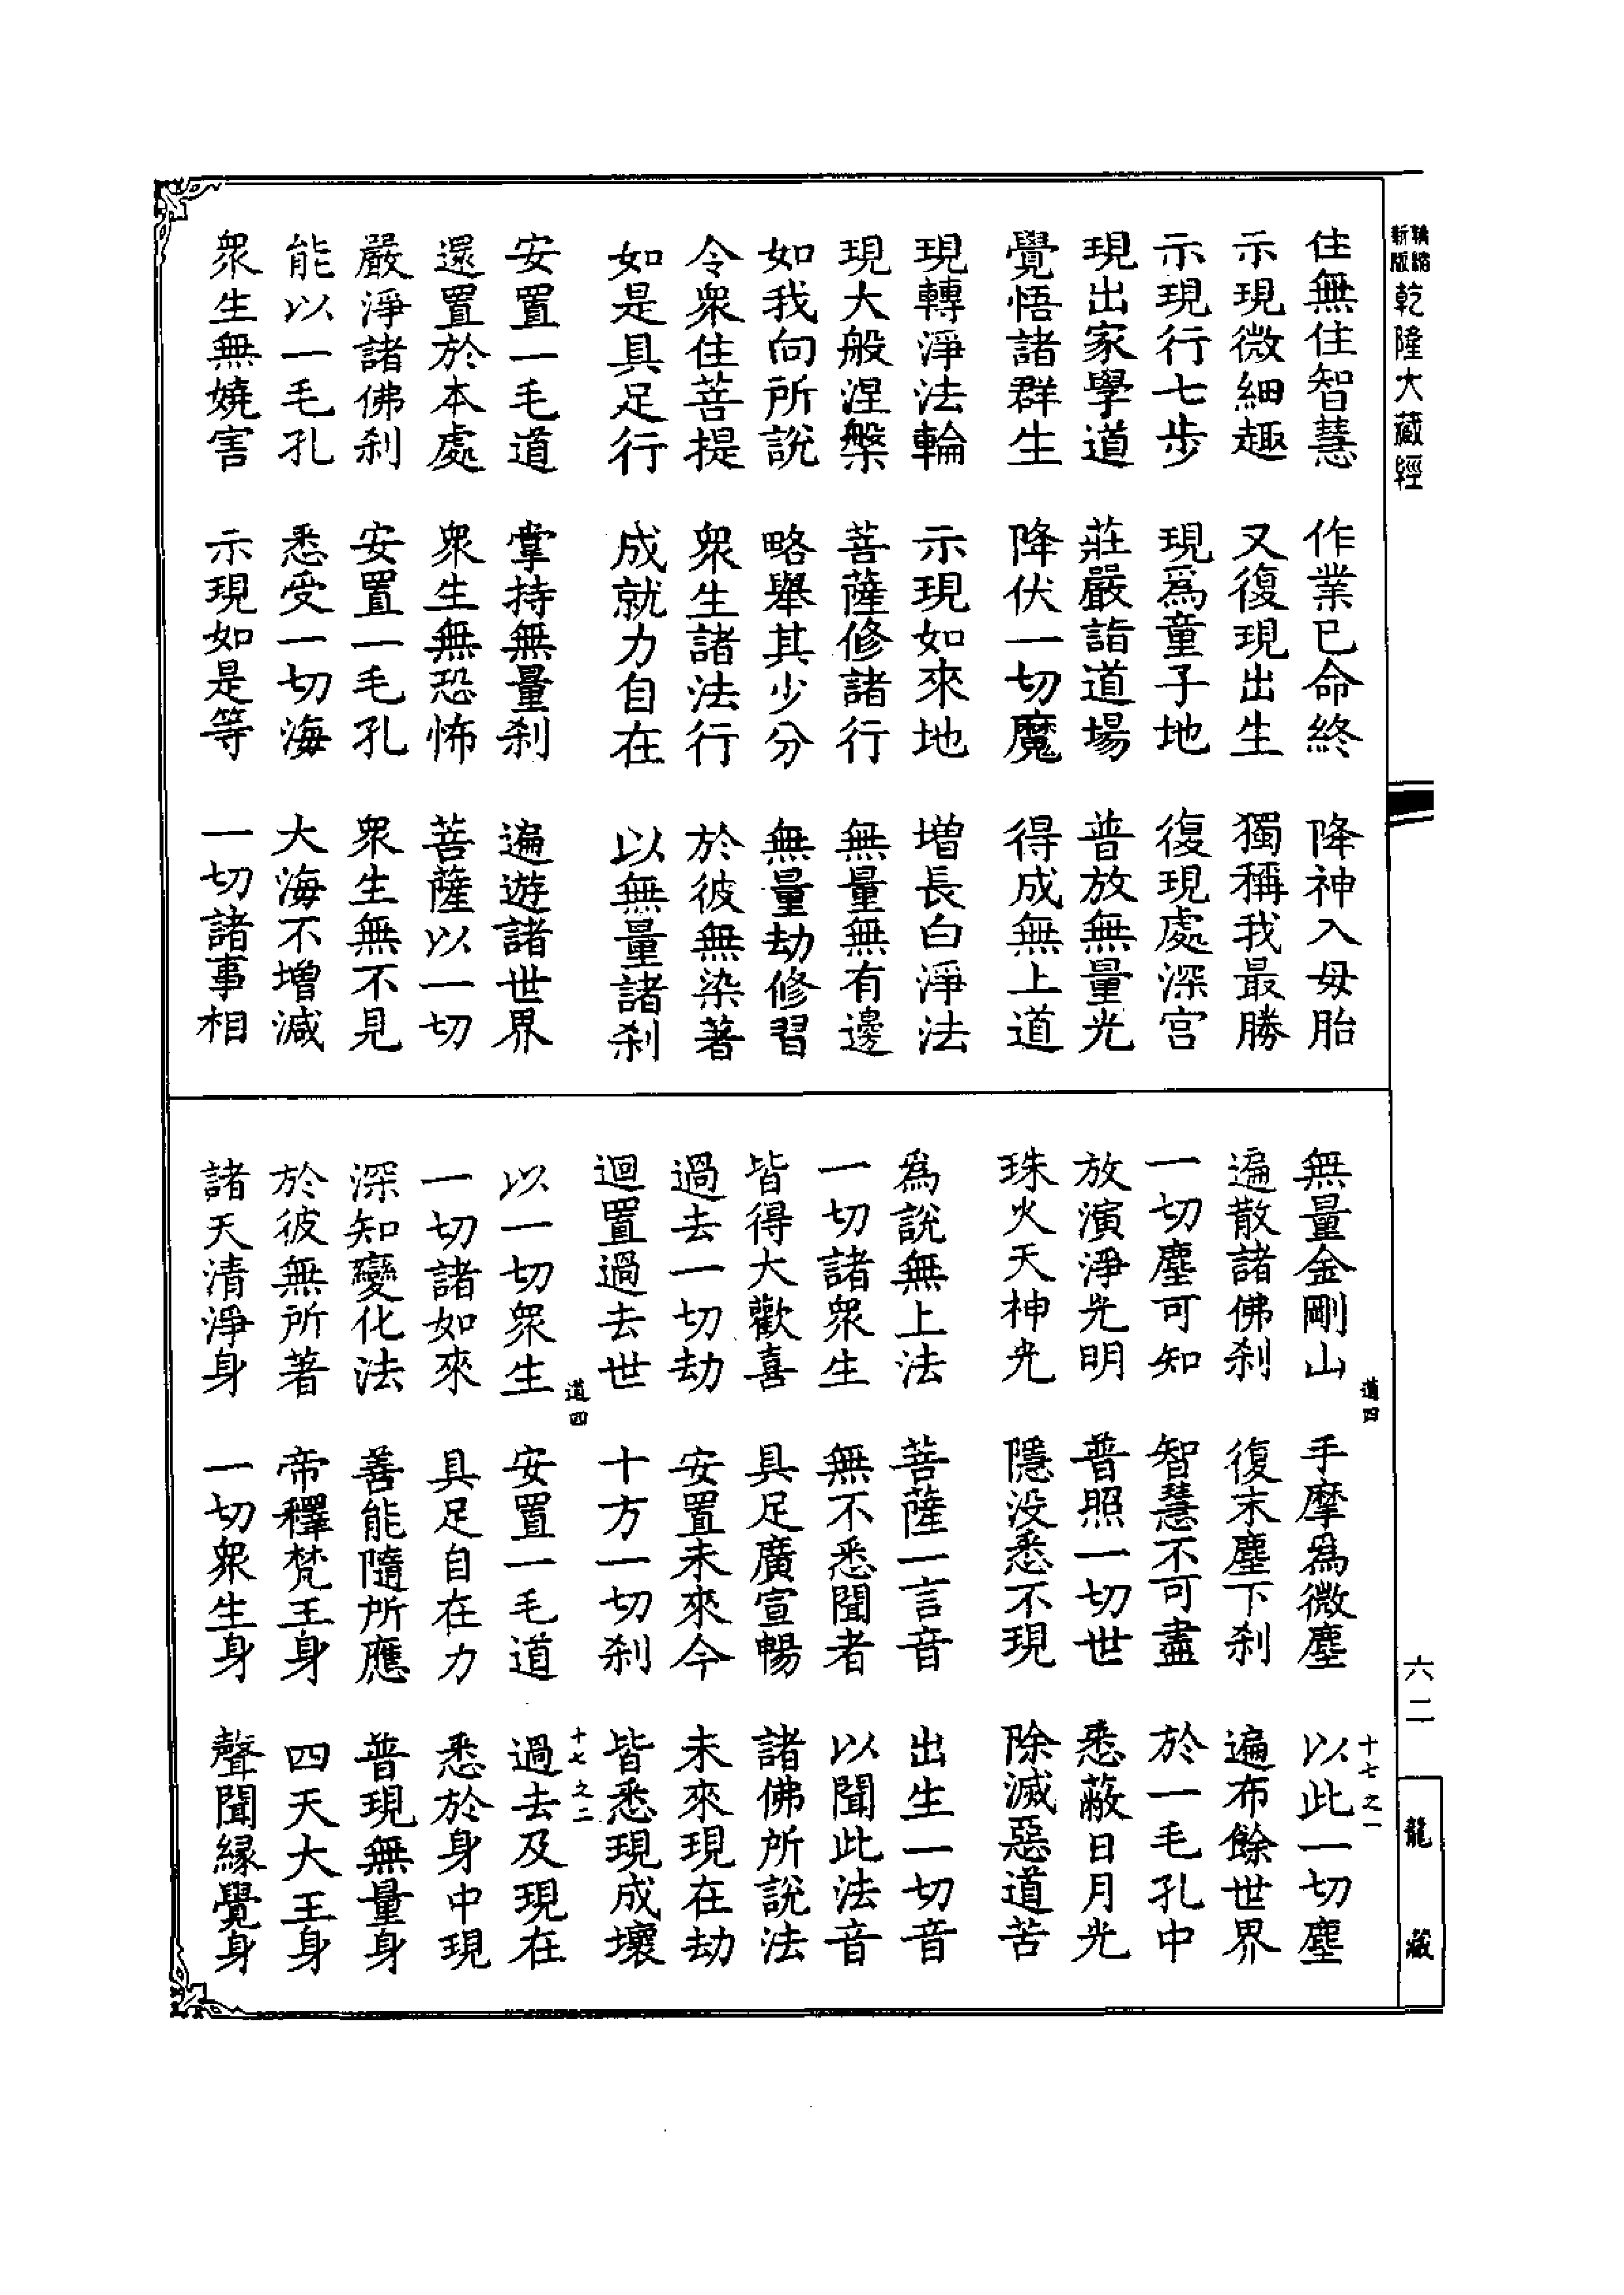 新版
乾隆大藏經
住無住智慧　作業已命終　降神入母胎
示現微細趣　又復現出生　獨稱我最勝
示現行七步　現爲童子地　復現處深宮
現出家學道　莊嚴詣道場　普放無量光
覺悟諸群生　降伏一切魔　得成無上道
現轉淨法輪　示現如來地　增長白淨法
現大般涅槃　菩薩修諸行　無量無有邊
如我向所說　略舉其少分　無量劫修習
令衆住菩提　衆生諸法行　於彼無染著
如是具足行　成就力自在　以無量諸刹
安置一毛道　掌持無量刹　遍遊諸世界
還置於本處　衆生無恐怖　菩薩以一切
嚴淨諸佛刹　安置一毛孔　衆生無不見
能以一毛孔　悉受一切海　大海不增減
衆生無嬈害　示現如是等　一切諸事相
六二
龍藏
道四　十七之一
無量金剛山　手摩爲微塵　以此一切塵
遍散諸佛刹　復末塵下刹　遍布餘世界
一切塵可知　智慧不可盡　於一毛孔中
放演淨光明　普照一切世　悉蔽日月光
珠火天神光　隱没悉不現　除滅惡道苦
爲說無上法　菩薩一言音　出生一切音
一切諸衆生　無不悉聞者　以聞此法音
皆得大歡喜　具足廣宣暢　諸佛所說法
過去一切劫　安置未來今　未來現在劫
迴置過去世　十方一切刹　皆悉現成壞
道四　十七之二
以一切衆生　安置一毛道　過去及現在
一切諸如來　具足自在力　悉於身中現
深知變化法　善能隨所應　普現無量身
於彼無所著　帝釋梵王身　四天大王身
諸天清淨身　一切衆生身　聲聞緣覺身